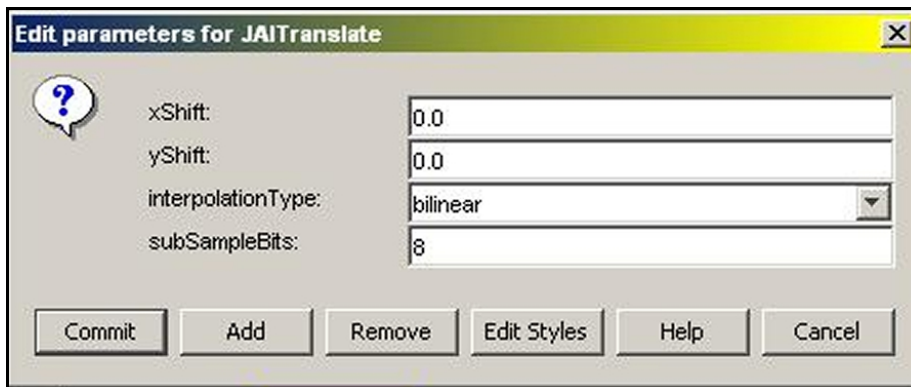 Edit parameters for JAITranslate
xShift: 0.0
yShift: 0.0
interpolationType: bilinear
subSampleBits: 8
Commit Add Remove Edit Styles Help Cancel